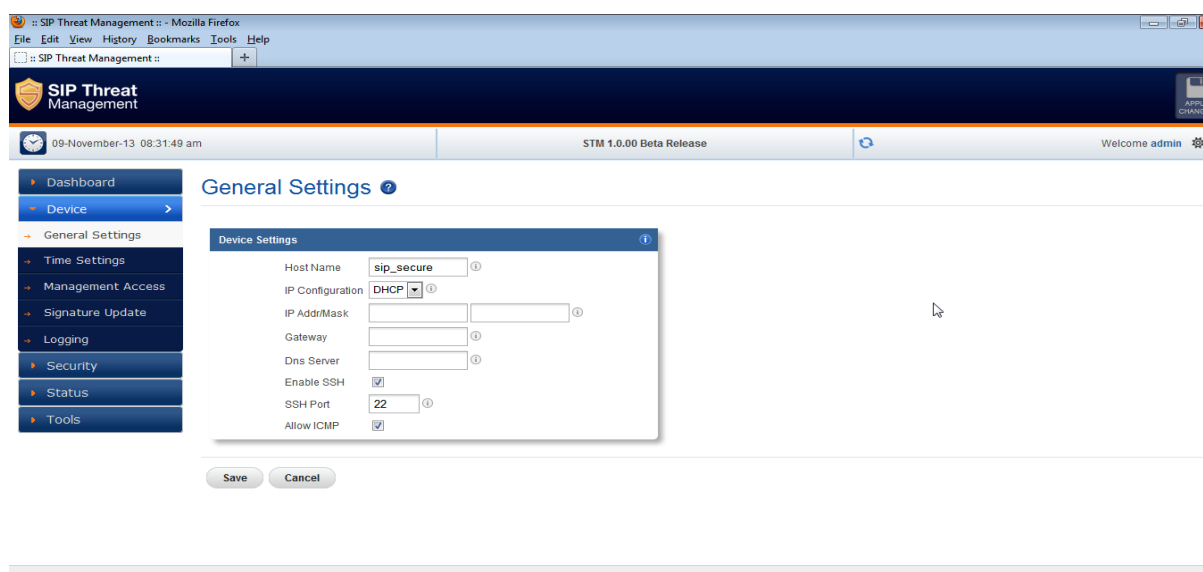 :: SIP Threat Management :: - Mozilla Firefox
File Edit View History Bookmarks Tools Help
:: SIP Threat Management ::
SIP Threat
Management
09-November-13 08:31:49 am
STM 1.0.00 Beta Release
Welcome admin
Dashboard
Device
General Settings
Time Settings
Management Access
Signature Update
Logging
Security
Status
Tools
General Settings
Device Settings
Host Name sip_secure
IP Configuration DHCP
IP Addr/Mask
Gateway
Dns Server
Enable SSH
SSH Port 22
Allow ICMP
Save Cancel